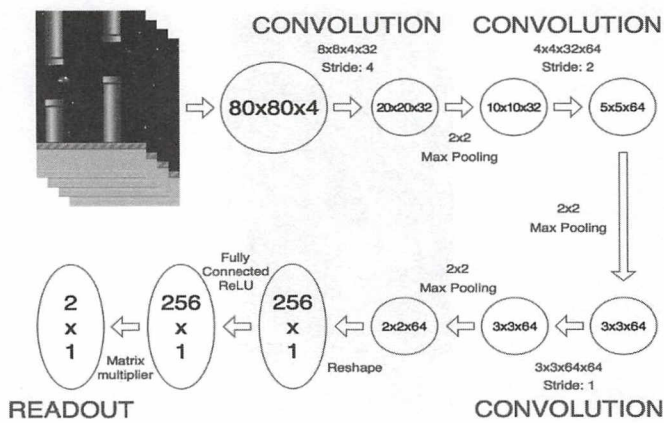 CONVOLUTION
8x8x4x32
Stride: 4
CONVOLUTION
4x4x32x64
Stride: 2
80x80x4
20x20x32
10x10x32
5x5x64
2x2
Max Pooling
2x2
Max Pooling
Fully
Connected
ReLU
2x2
Max Pooling
2
x
1
256
x
1
256
x
1
2x2x64
3x3x64
3x3x64
Matrix
multiplier
Reshape
3x3x64x64
Stride: 1
READOUT
CONVOLUTION